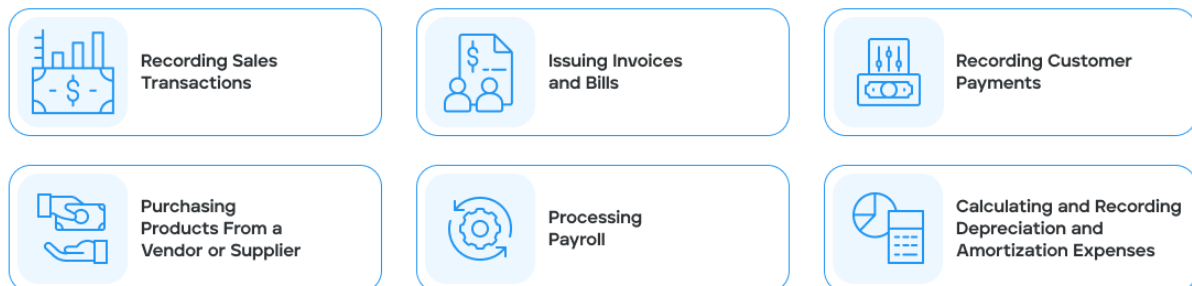 Recording Sales
Transactions
Issuing Invoices
and Bills
Recording Customer
Payments
Purchasing
Products From a
Vendor or Supplier
Processing
Payroll
Calculating and Recording
Depreciation and
Amortization Expenses